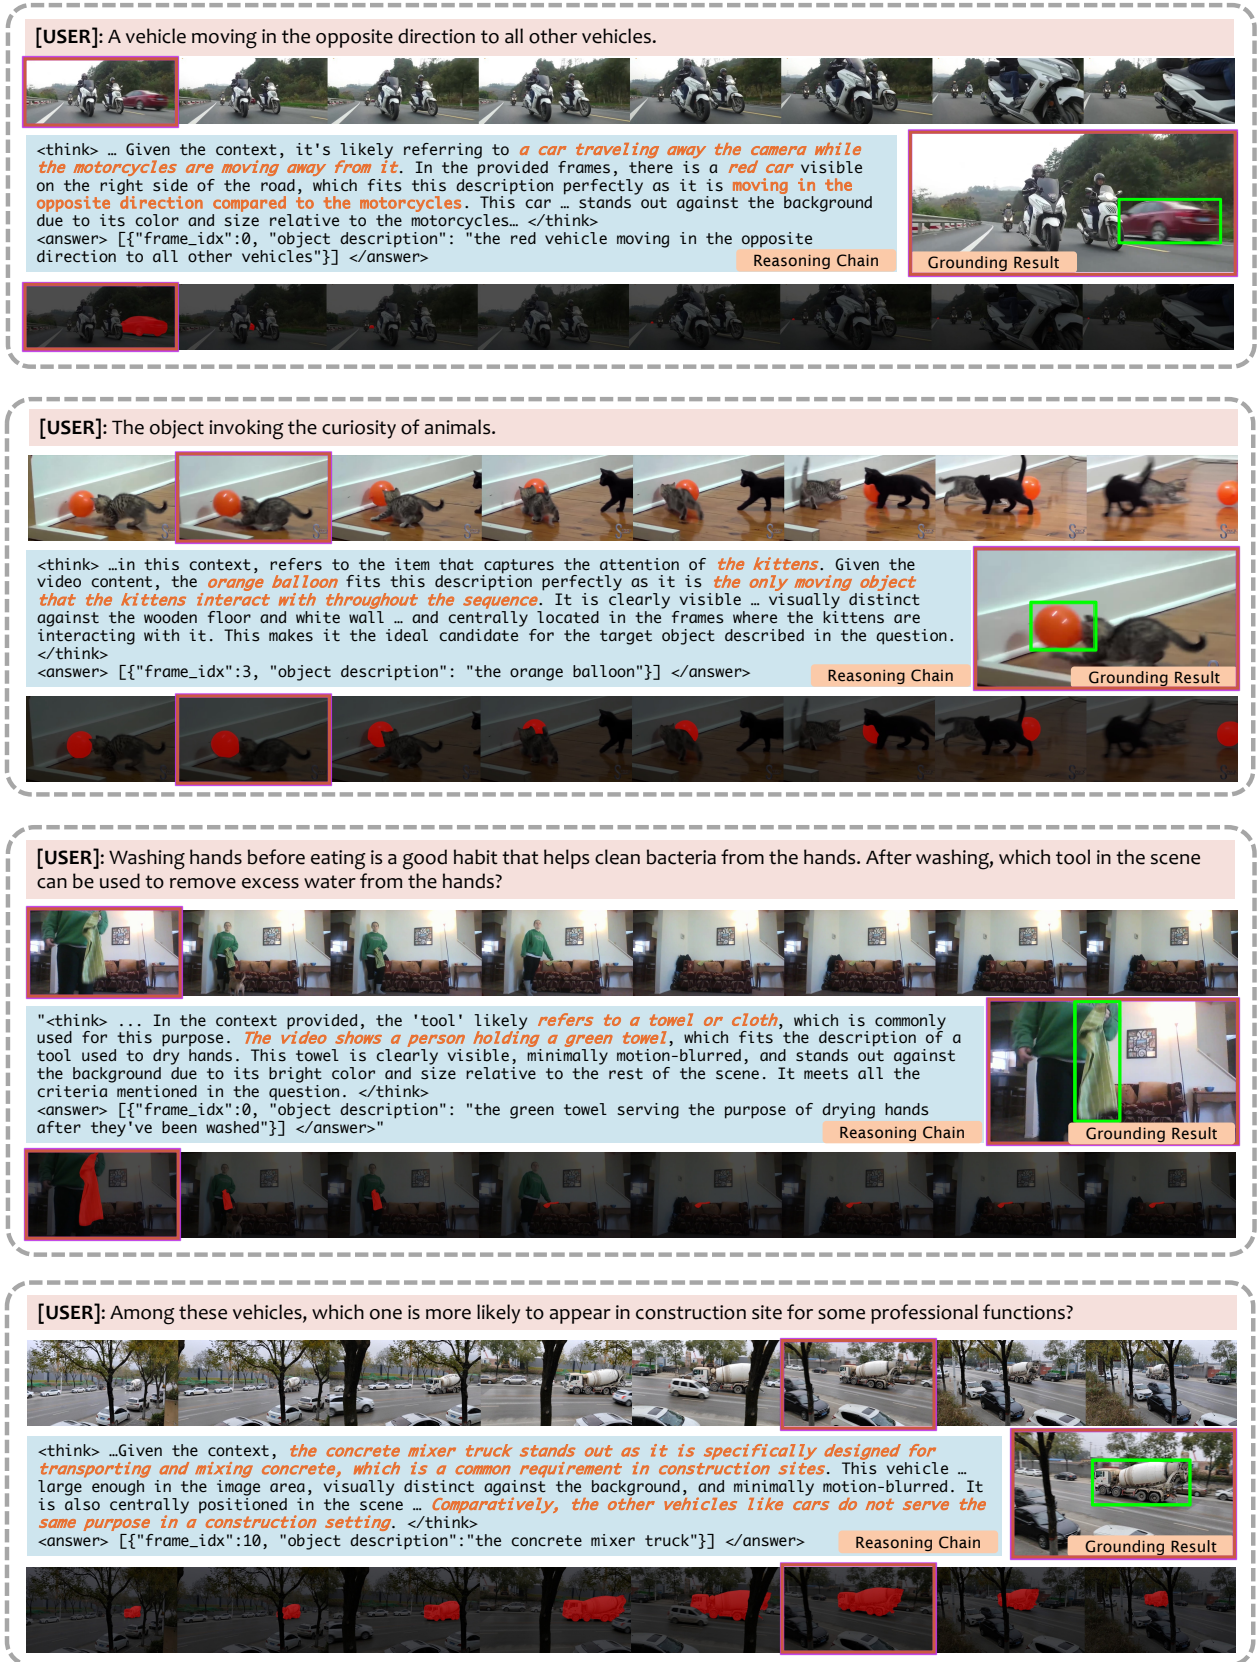 [USER]: A vehicle moving in the opposite direction to all other vehicles.
<think> … Given the context, it's likely referring to a car traveling away the camera while
the motorcycles are moving away from it. In the provided frames, there is a red car visible
on the right side of the road, which fits this description perfectly as it is moving in the
opposite direction compared to the motorcycles. This car … stands out against the background
due to its color and size relative to the motorcycles… </think>
<answer> [{"frame_idx":0, "object description": "the red vehicle moving in the opposite
direction to all other vehicles"}] </answer>
Reasoning Chain
Grounding Result
[USER]: The object invoking the curiosity of animals.
<think> …in this context, refers to the item that captures the attention of the kittens. Given the
video content, the orange balloon fits this description perfectly as it is the only moving object
that the kittens interact with throughout the sequence. It is clearly visible … visually distinct
against the wooden floor and white wall … and centrally located in the frames where the kittens are
interacting with it. This makes it the ideal candidate for the target object described in the question.
</think>
<answer> [{"frame_idx":3, "object description": "the orange balloon"}] </answer>
Reasoning Chain
Grounding Result
[USER]: Washing hands before eating is a good habit that helps clean bacteria from the hands. After washing, which tool in the scene
can be used to remove excess water from the hands?
"<think> ... In the context provided, the 'tool' likely refers to a towel or cloth, which is commonly
used for this purpose. The video shows a person holding a green towel, which fits the description of a
tool used to dry hands. This towel is clearly visible, minimally motion-blurred, and stands out against
the background due to its bright color and size relative to the rest of the scene. It meets all the
criteria mentioned in the question. </think>
<answer> [{"frame_idx":0, "object description": "the green towel serving the purpose of drying hands
after they've been washed"}] </answer>"
Reasoning Chain
Grounding Result
[USER]: Among these vehicles, which one is more likely to appear in construction site for some professional functions?
<think> …Given the context, the concrete mixer truck stands out as it is specifically designed for
transporting and mixing concrete, which is a common requirement in construction sites. This vehicle …
large enough in the image area, visually distinct against the background, and minimally motion-blurred. It
is also centrally positioned in the scene … Comparatively, the other vehicles like cars do not serve the
same purpose in a construction setting. </think>
<answer> [{"frame_idx":10, "object description":"the concrete mixer truck"}] </answer>
Reasoning Chain
Grounding Result